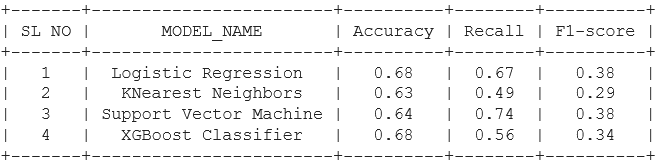 +-------+------------------------+----------+--------+----------+
| SL NO | MODEL_NAME | Accuracy | Recall | F1-score |
+-------+------------------------+----------+--------+----------+
| 1 | Logistic Regression | 0.68 | 0.67 | 0.38 |
| 2 | KNearest Neighbors | 0.63 | 0.49 | 0.29 |
| 3 | Support Vector Machine | 0.64 | 0.74 | 0.38 |
| 4 | XGBoost Classifier | 0.68 | 0.56 | 0.34 |
+-------+------------------------+----------+--------+----------+